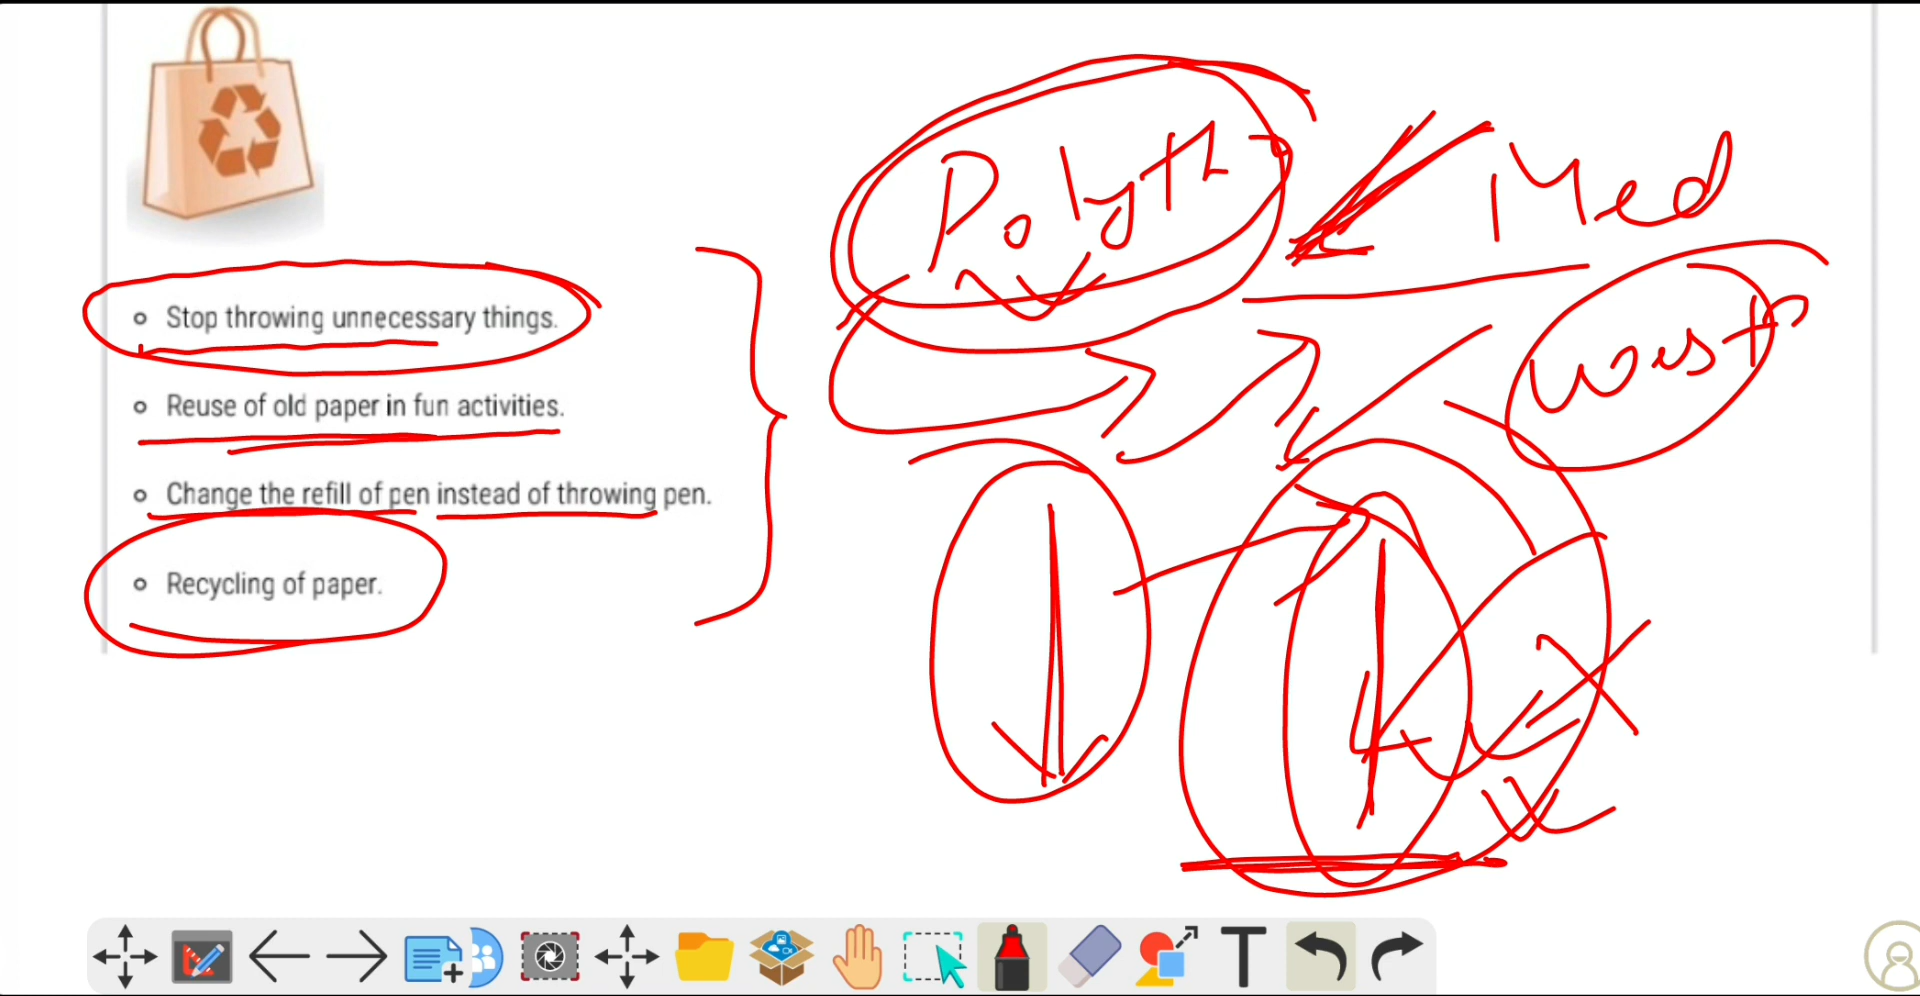 Stop throwing unnecessary things.
Reuse of old paper in fun activities.
Change the refill of pen instead of throwing pen.
Recycling of paper.
Polyth
Med